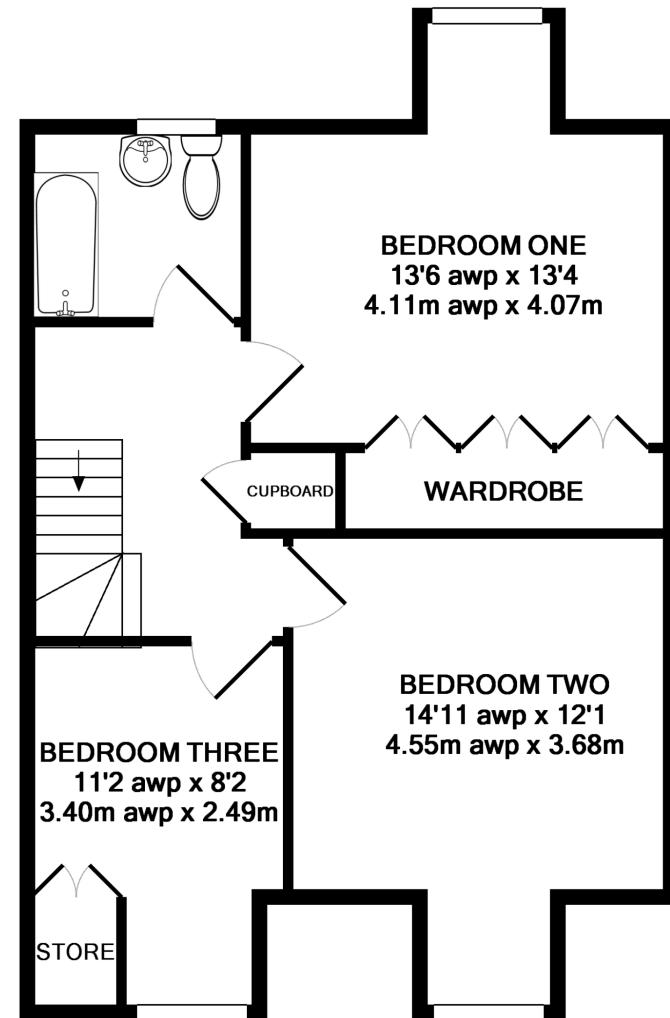 BEDROOM ONE
13'6 awp x 13'4
4.11m awp x 4.07m
CUPBOARD
WARDROBE
BEDROOM TWO
14'11 awp x 12'1
4.55m awp x 3.68m
BEDROOM THREE
11'2 awp x 8'2
3.40m awp x 2.49m
STORE